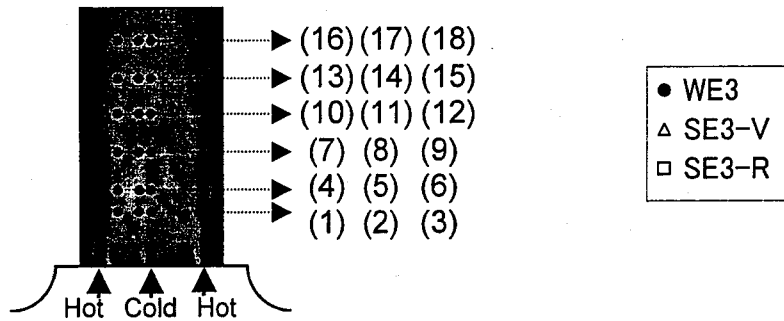 (16) (17) (18)
(13) (14) (15)
(10) (11) (12)
(7) (8) (9)
(4) (5) (6)
(1) (2) (3)
Hot Cold Hot
● WE3
△ SE3-V
□ SE3-R